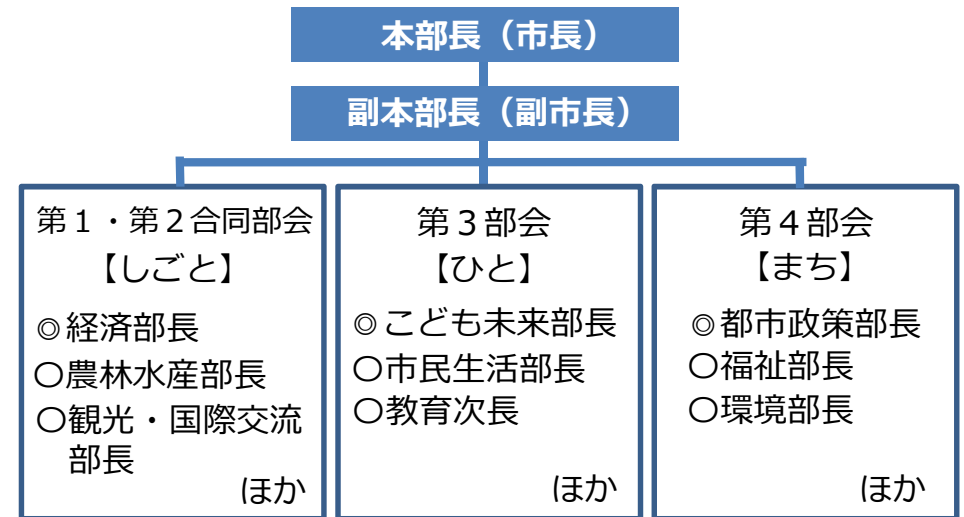 本部長（市長）
副本部長（副市長）
第１・第２合同部会
【しごと】
◎経済部長
〇農林水産部長
〇観光・国際交流
部長
ほか
第３部会
【ひと】
◎こども未来部長
〇市民生活部長
〇教育次長
ほか
第４部会
【まち】
◎都市政策部長
〇福祉部長
〇環境部長
ほか